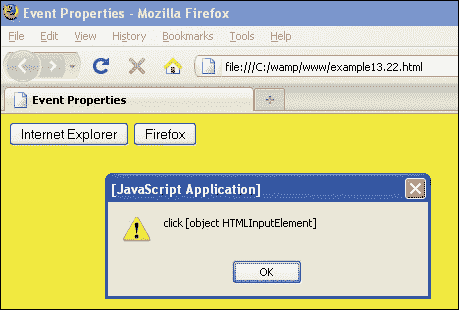 Event Properties - Mozilla Firefox
File Edit View History Bookmarks Tools Help
file:///C:/wamp/www/example13.22.html
Event Properties
Internet Explorer Firefox
[JavaScript Application]
click [object HTMLInputElement]
OK